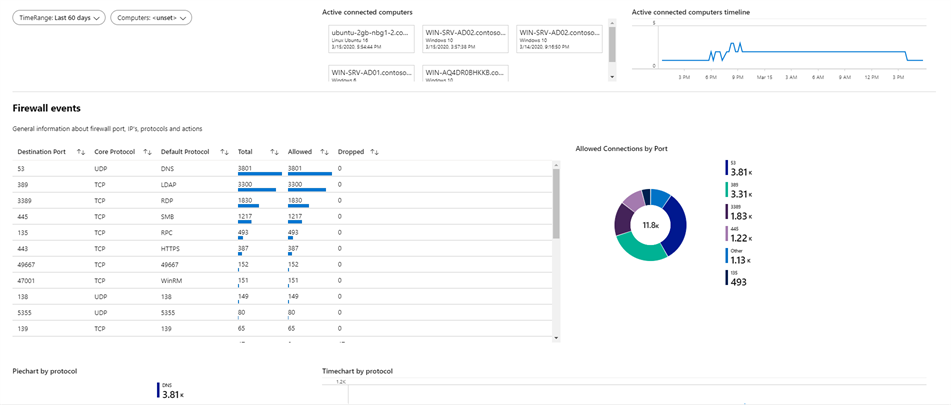 TimeRange: Last 60 days
Computers: <unset>
Active connected computers
ubuntu-2gb-nbg1-2.co...
Linux Ubuntu 16
3/15/2020, 5:54:44 PM
WIN-SRV-AD02.contoso...
Windows 10
3/15/2020, 3:57:38 PM
WIN-SRV-AD02.contoso...
Windows 10
3/14/2020, 9:18:50 PM
WIN-SRV-AD01.contoso...
WIN-AQ4DR0BHKKB.co...
Windows 10
Active connected computers timeline
5
0
3 PM 6 PM 9 PM Mar 15 3 AM 6 AM 9 AM 12 PM 3 PM
Firewall events
General information about firewall port, IP's, protocols and actions
Destination Port Core Protocol Default Protocol Total Allowed Dropped
53 UDP DNS 3801 3801 0
389 TCP LDAP 3300 3300 0
3389 TCP RDP 1830 1830 0
445 TCP SMB 1217 1217 0
135 TCP RPC 493 493 0
443 TCP HTTPS 387 387 0
49667 TCP 49667 152 152 0
47001 TCP WinRM 151 151 0
138 UDP 138 149 149 0
5355 UDP 5355 80 80 0
139 TCP 139 65 65 0
Allowed Connections by Port
11.8K
53
3.81 K
389
3.31 K
3389
1.83 K
445
1.22 K
Other
1.13 K
135
493
Piechart by protocol
DNS
3.81 K
Timechart by protocol
1.2K